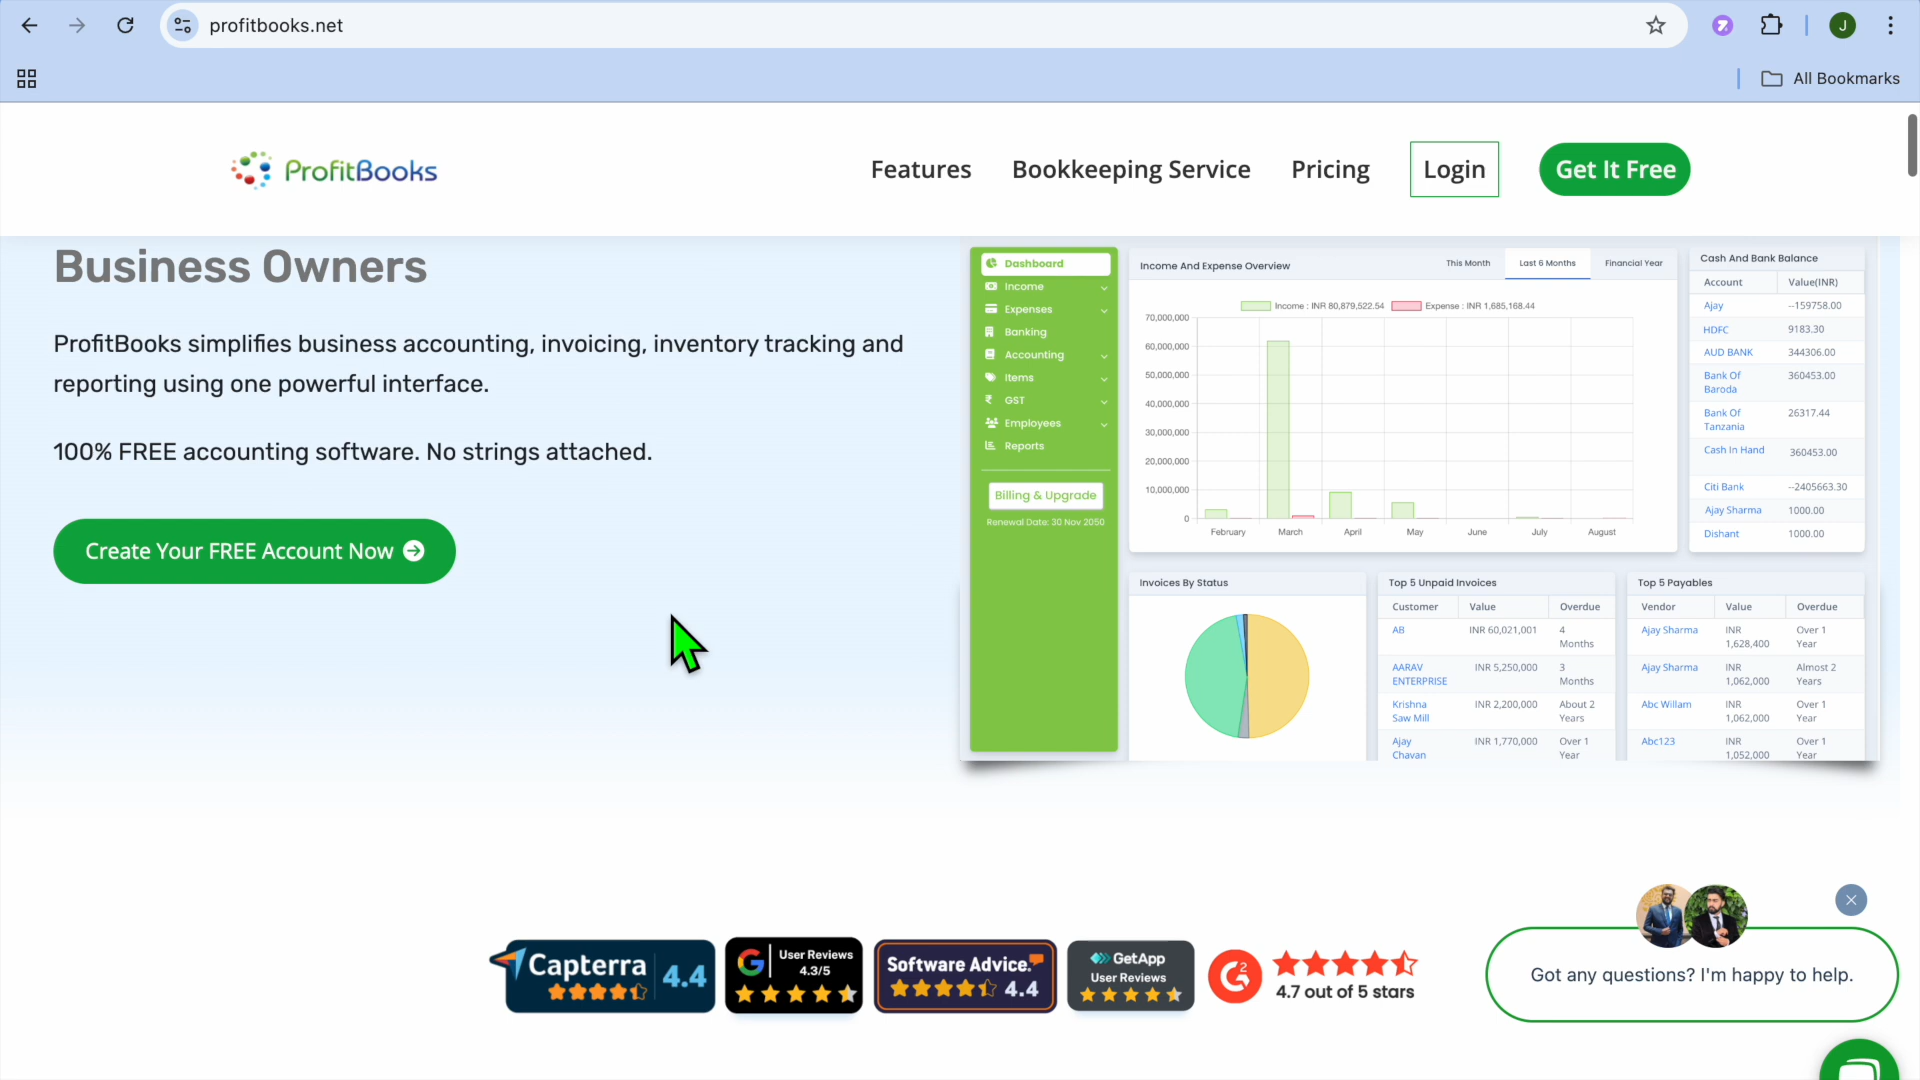 profitbooks.net
J
All Bookmarks
ProfitBooks
Features
Bookkeeping Service
Pricing
Login
Get It Free
Business Owners
ProfitBooks simplifies business accounting, invoicing, inventory tracking and
reporting using one powerful interface.
100% FREE accounting software. No strings attached.
Create Your FREE Account Now
Dashboard
Income
Expenses
Banking
Accounting
Items
GST
Employees
Reports
Billing & Upgrade
Renewal Date: 30 Nov 2050
Income And Expense Overview
This Month
Last 6 Months
Financial Year
Income : INR 80,879,522.54
Expense : INR 1,685,168.44
70,000,000
60,000,000
50,000,000
40,000,000
30,000,000
20,000,000
10,000,000
0
February March April May June July August
Cash And Bank Balance
Account Value(INR)
Ajay --159758.00
HDFC 9183.30
AUD BANK 344306.00
Bank Of 360453.00
Baroda
Bank Of 26317.44
Tanzania
Cash In Hand 360453.00
Citi Bank --2405663.30
Ajay Sharma 1000.00
Dishant 1000.00
Invoices By Status
Top 5 Unpaid Invoices
Customer Value Overdue
AB INR 60,021,001 4
Months
AARAV INR 5,250,000 3
ENTERPRISE Months
Krishna INR 2,200,000 About 2
Saw Mill Years
Ajay INR 1,770,000 Over 1
Chavan Year
Top 5 Payables
Vendor Value Overdue
Ajay Sharma INR Over 1
1,628,400 Year
Ajay Sharma INR Almost 2
1,062,000 Years
Abc Willam INR Over 1
1,062,000 Year
Abc123 INR Over 1
1,052,000 Year
Capterra 4.4
G User Reviews
4.3/5
Software Advice.
4.4
GetApp
User Reviews
G2
4.7 out of 5 stars
Got any questions? I'm happy to help.